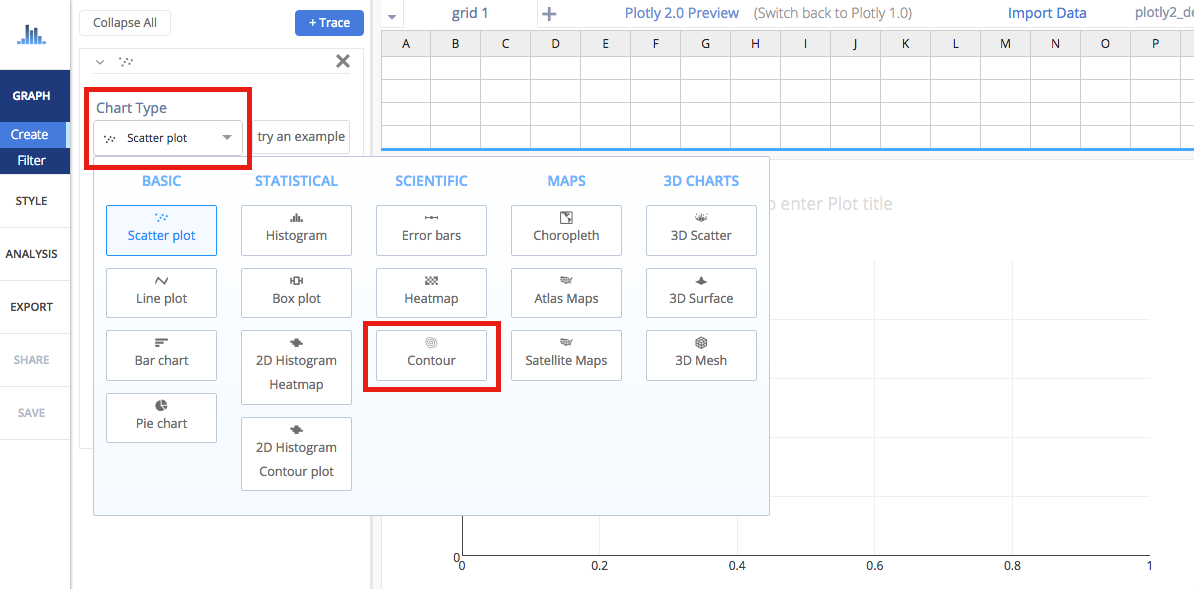 Collapse All
+ Trace
grid 1
Plotly 2.0 Preview (Switch back to Plotly 1.0)
Import Data
plotly2_de
A B C D E F G H I J K L M N O P
GRAPH
Create
Filter
STYLE
ANALYSIS
EXPORT
SHARE
SAVE
Chart Type
Scatter plot
try an example
BASIC
Scatter plot
Line plot
Bar chart
Pie chart
STATISTICAL
Histogram
Box plot
2D Histogram
Heatmap
2D Histogram
Contour plot
SCIENTIFIC
Error bars
Heatmap
Contour
MAPS
Choropleth
Atlas Maps
Satellite Maps
3D CHARTS
3D Scatter
3D Surface
3D Mesh
o enter Plot title
0
0 0.2 0.4 0.6 0.8 1